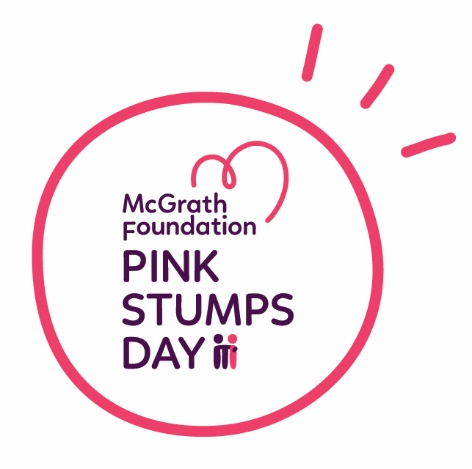 McGrath
Foundation
PINK
STUMPS
DAY